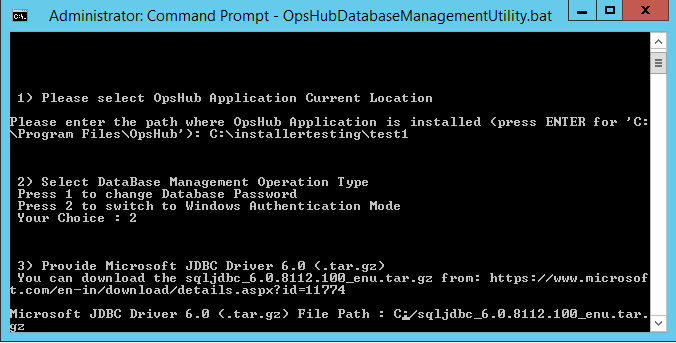 Administrator: Command Prompt - OpsHubDatabaseManagementUtility.bat
1) Please select OpsHub Application Current Location
Please enter the path where OpsHub Application is installed (press ENTER for 'C:
\Program Files\OpsHub'): C:\installertesting\test1
2) Select DataBase Management Operation Type
Press 1 to change Database Password
Press 2 to switch to Windows Authentication Mode
Your Choice : 2
3) Provide Microsoft JDBC Driver 6.0 (.tar.gz)
You can download the sqljdbc_6.0.8112.100_enu.tar.gz from: https://www.microsof
t.com/en-in/download/details.aspx?id=11774
Microsoft JDBC Driver 6.0 (.tar.gz) File Path : C:/sqljdbc_6.0.8112.100_enu.tar.
gz